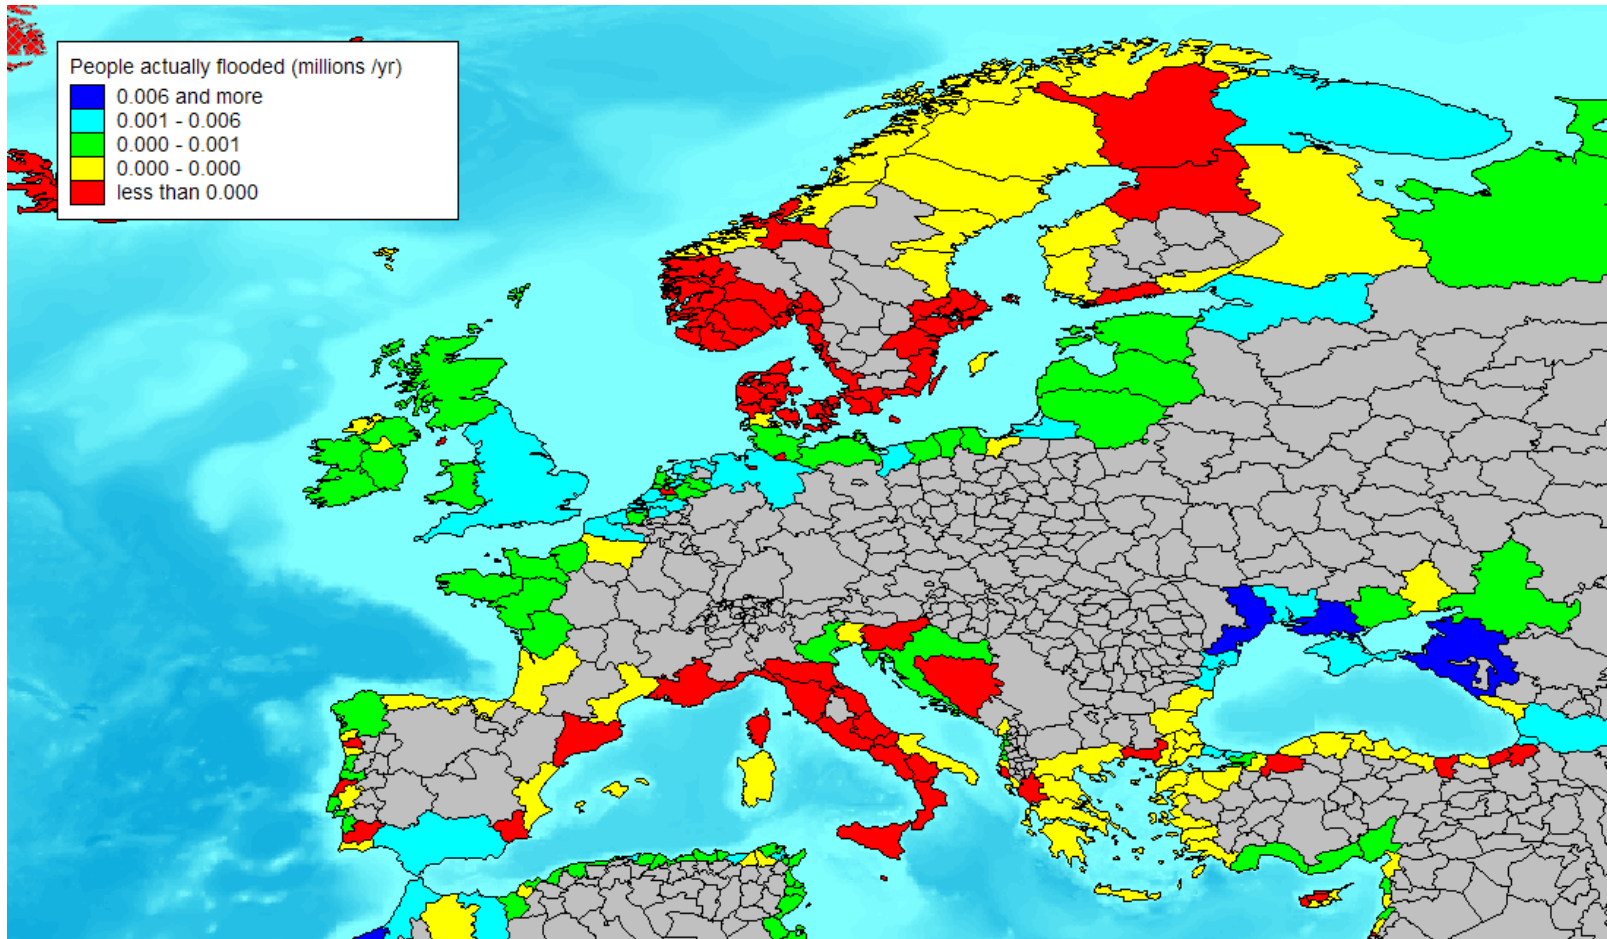 People actually flooded (millions /yr)
0.006 and more
0.001 - 0.006
0.000 - 0.001
0.000 - 0.000
less than 0.000